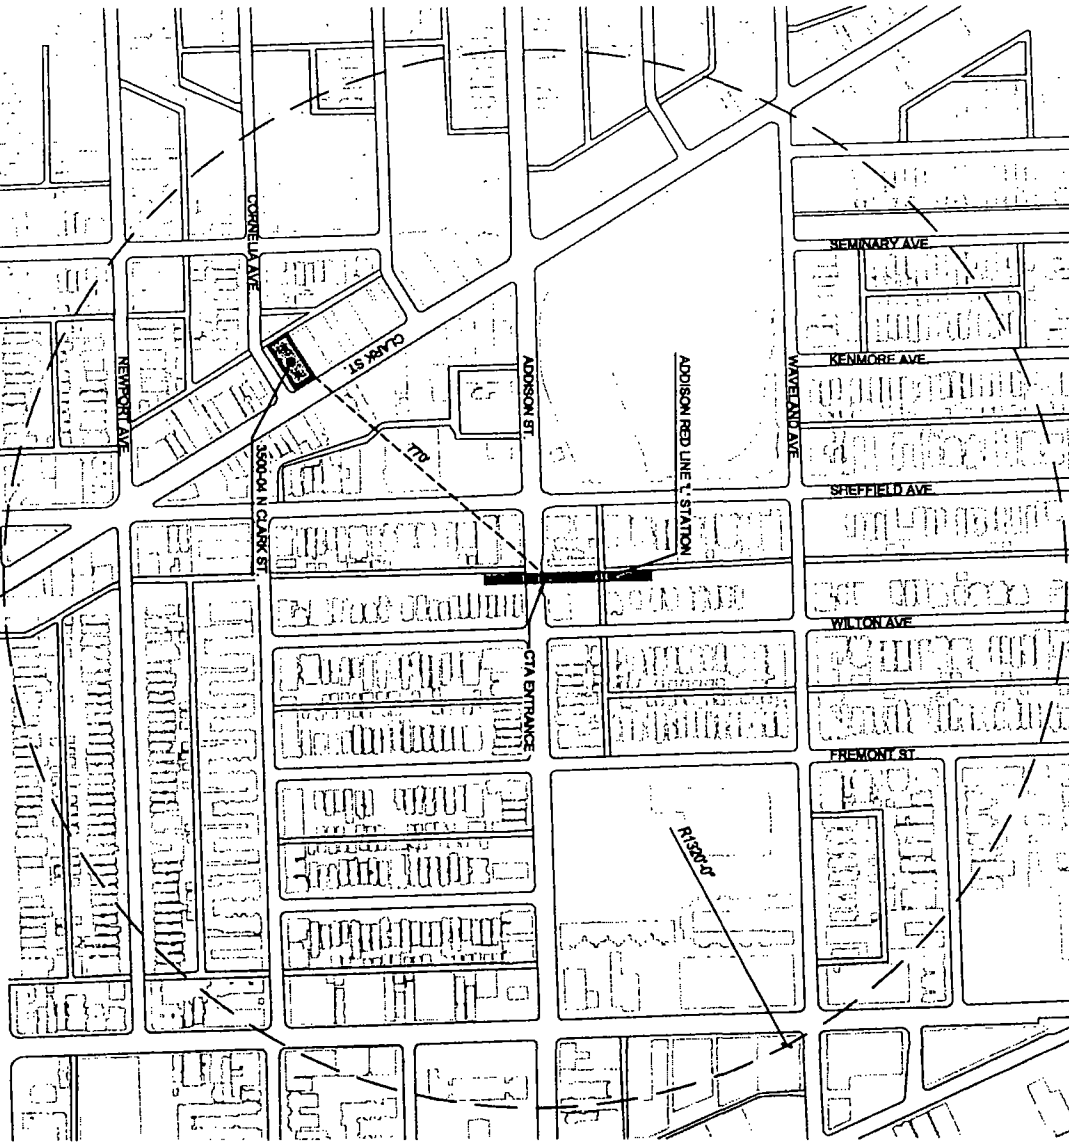 SEMINARY AVE.
CORNELIA AVE.
KENMORE AVE.
CLARK ST.
NEWPORT AVE.
ADDISON ST.
ADDISON RED LINE 'L' STATION
WAVELAND AVE.
770'
3500-04 N. CLARK ST.
SHEFFIELD AVE.
WILTON AVE.
CTA ENTRANCE
FREMONT ST.
R1320'-0"